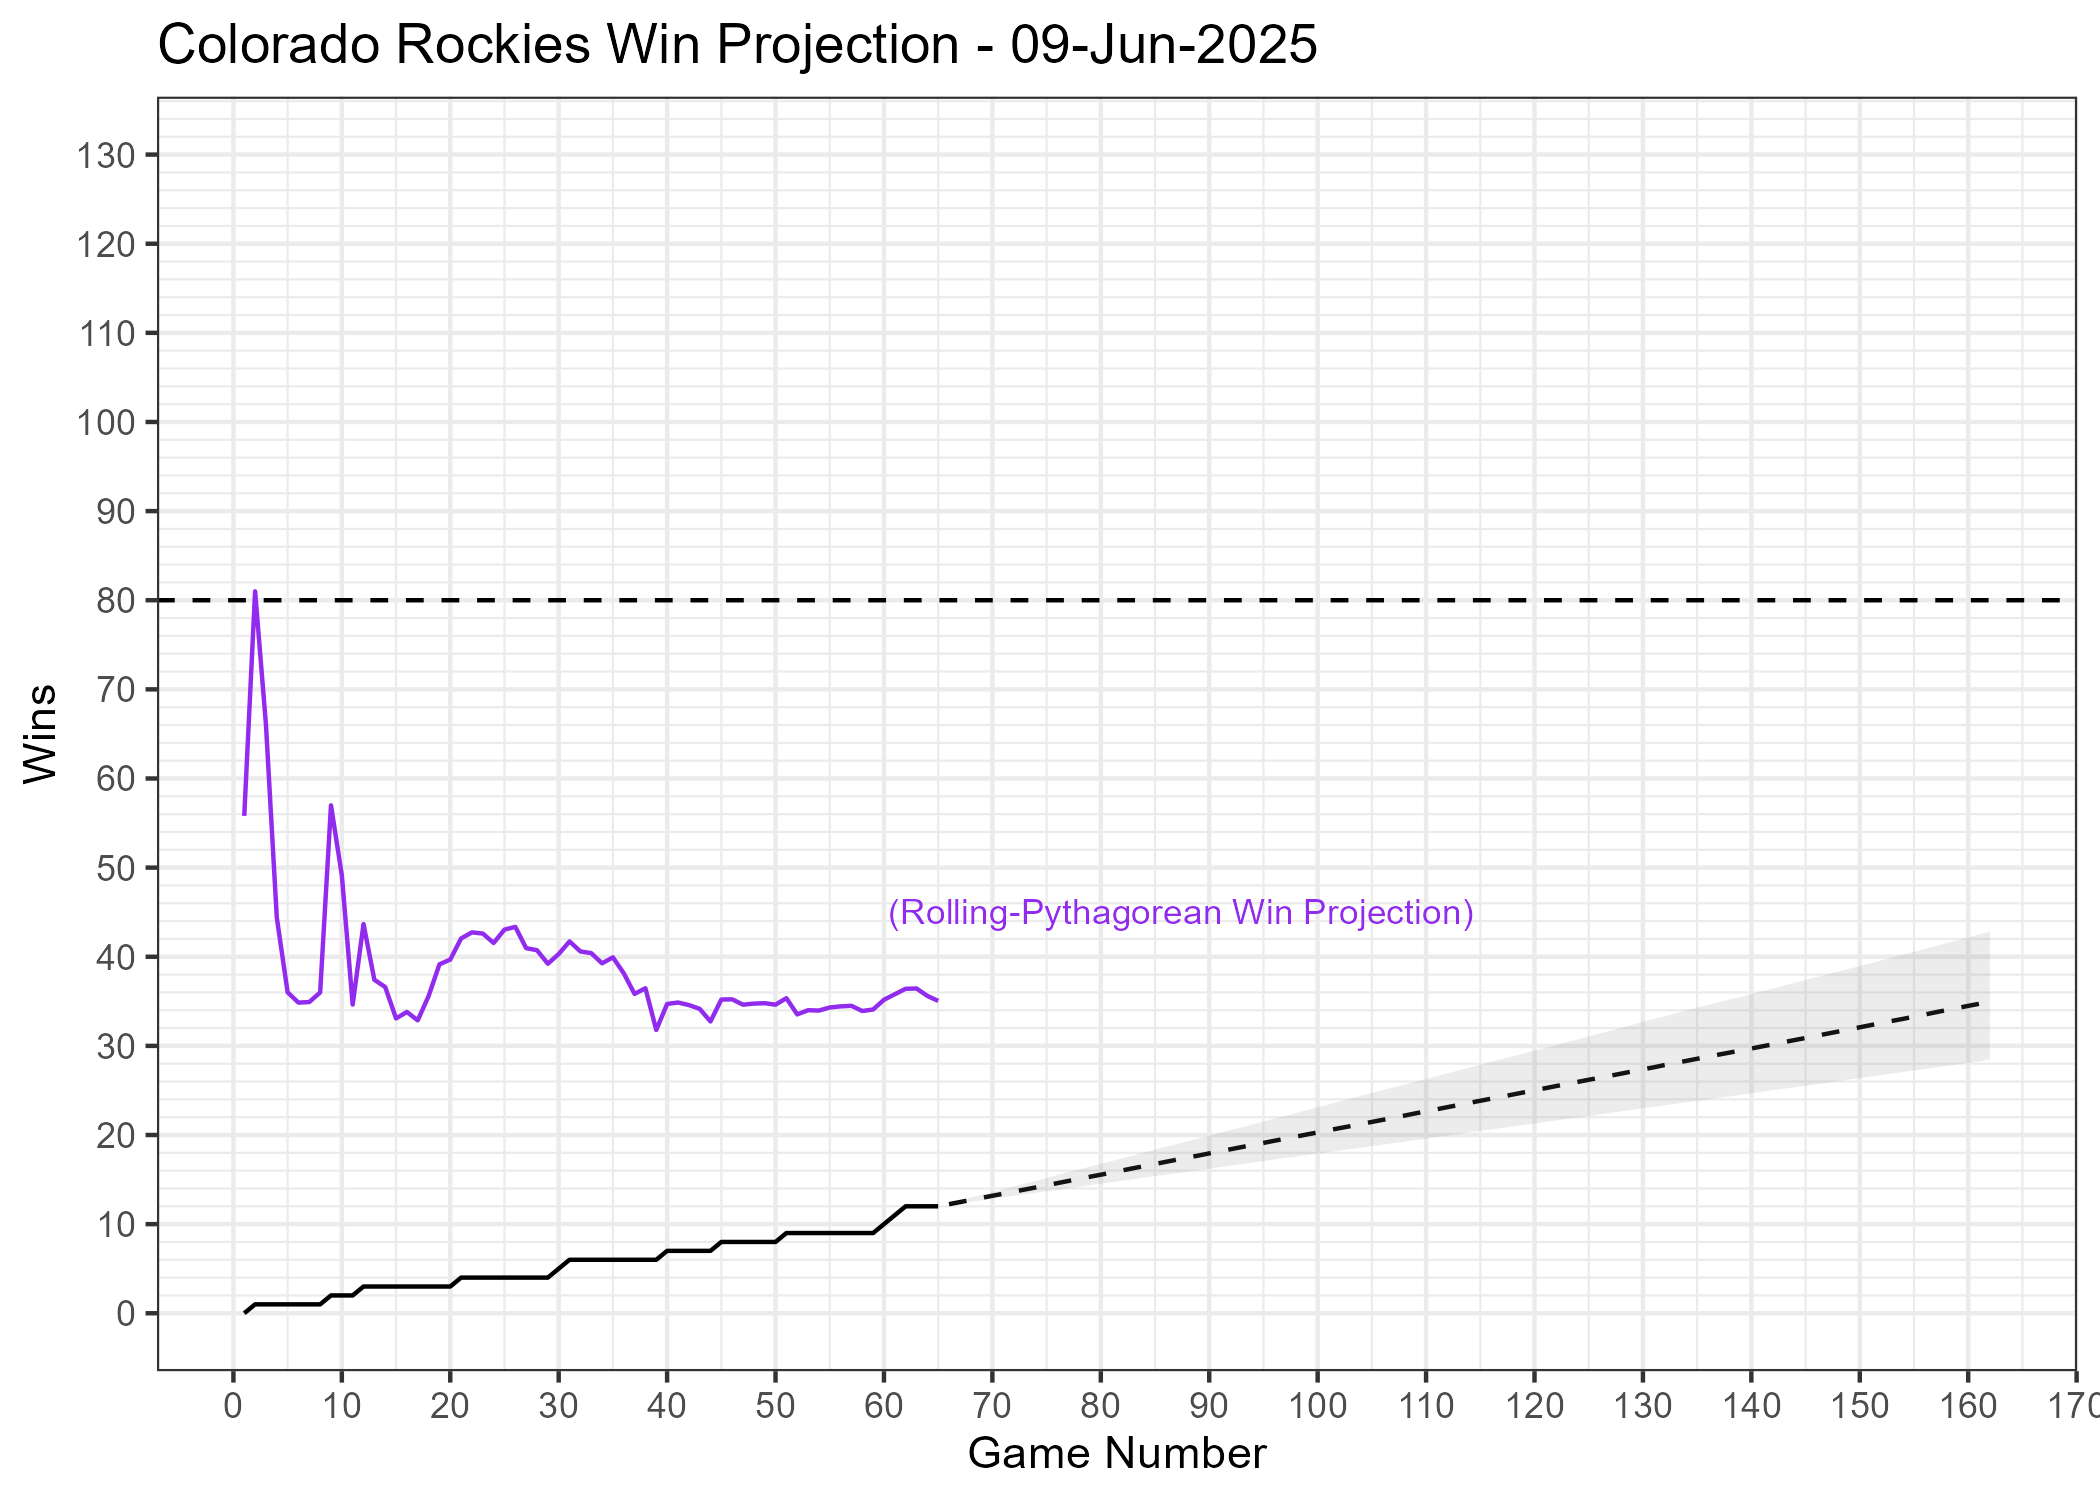 Colorado Rockies Win Projection - 09-Jun-2025
130
120
110
100
90
80
70
60
50
40
30
20
10
0
Wins
(Rolling-Pythagorean Win Projection)
0 10 20 30 40 50 60 70 80 90 100 110 120 130 140 150 160 170
Game Number